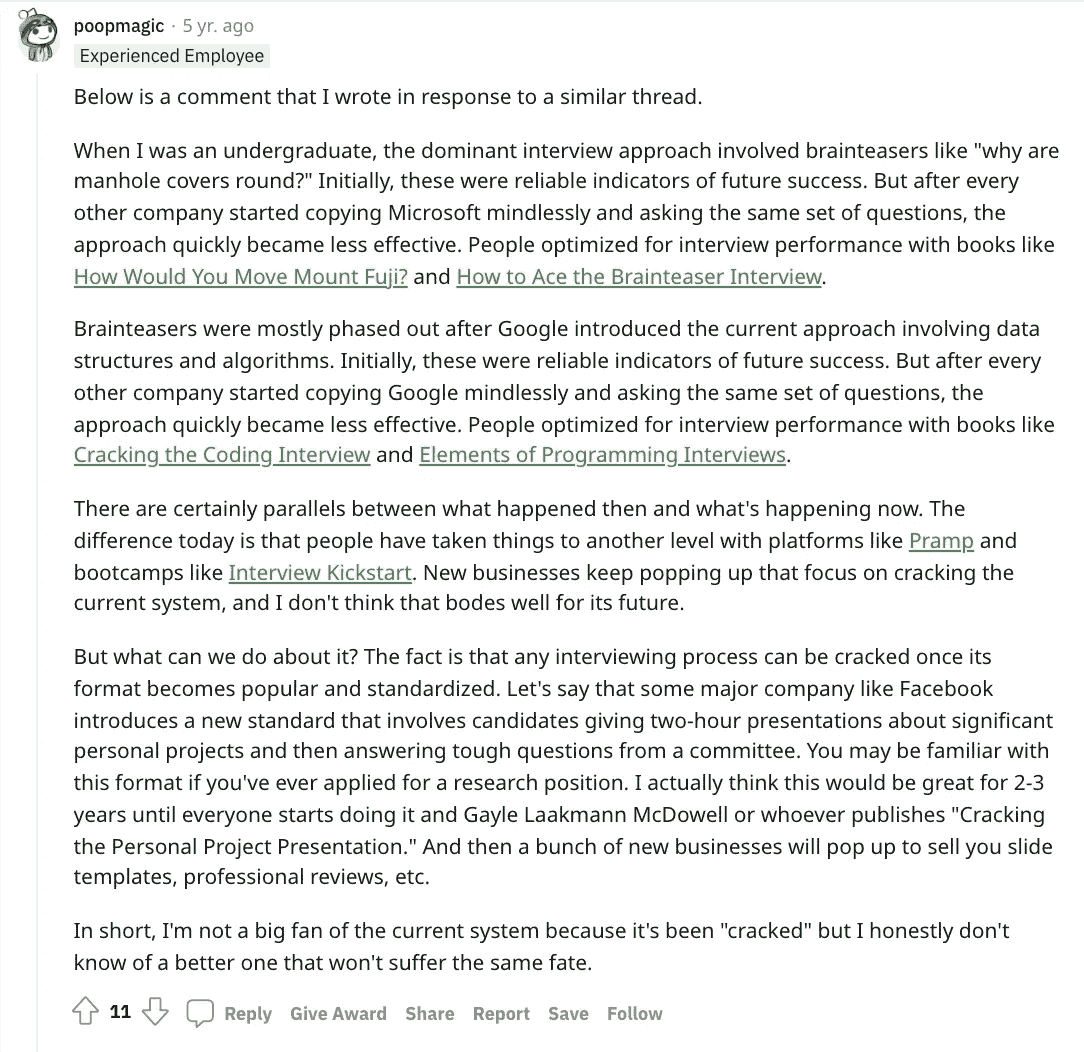 poopmagic · 5 yr. ago
Experienced Employee
Below is a comment that I wrote in response to a similar thread.
When I was an undergraduate, the dominant interview approach involved brainteasers like "why are
manhole covers round?" Initially, these were reliable indicators of future success. But after every
other company started copying Microsoft mindlessly and asking the same set of questions, the
approach quickly became less effective. People optimized for interview performance with books like
How Would You Move Mount Fuji? and How to Ace the Brainteaser Interview.
Brainteasers were mostly phased out after Google introduced the current approach involving data
structures and algorithms. Initially, these were reliable indicators of future success. But after every
other company started copying Google mindlessly and asking the same set of questions, the
approach quickly became less effective. People optimized for interview performance with books like
Cracking the Coding Interview and Elements of Programming Interviews.
There are certainly parallels between what happened then and what's happening now. The
difference today is that people have taken things to another level with platforms like Pramp and
bootcamps like Interview Kickstart. New businesses keep popping up that focus on cracking the
current system, and I don't think that bodes well for its future.
But what can we do about it? The fact is that any interviewing process can be cracked once its
format becomes popular and standardized. Let's say that some major company like Facebook
introduces a new standard that involves candidates giving two-hour presentations about significant
personal projects and then answering tough questions from a committee. You may be familiar with
this format if you've ever applied for a research position. I actually think this would be great for 2-3
years until everyone starts doing it and Gayle Laakmann McDowell or whoever publishes "Cracking
the Personal Project Presentation." And then a bunch of new businesses will pop up to sell you slide
templates, professional reviews, etc.
In short, I'm not a big fan of the current system because it's been "cracked" but I honestly don't
know of a better one that won't suffer the same fate.
11 Reply Give Award Share Report Save Follow